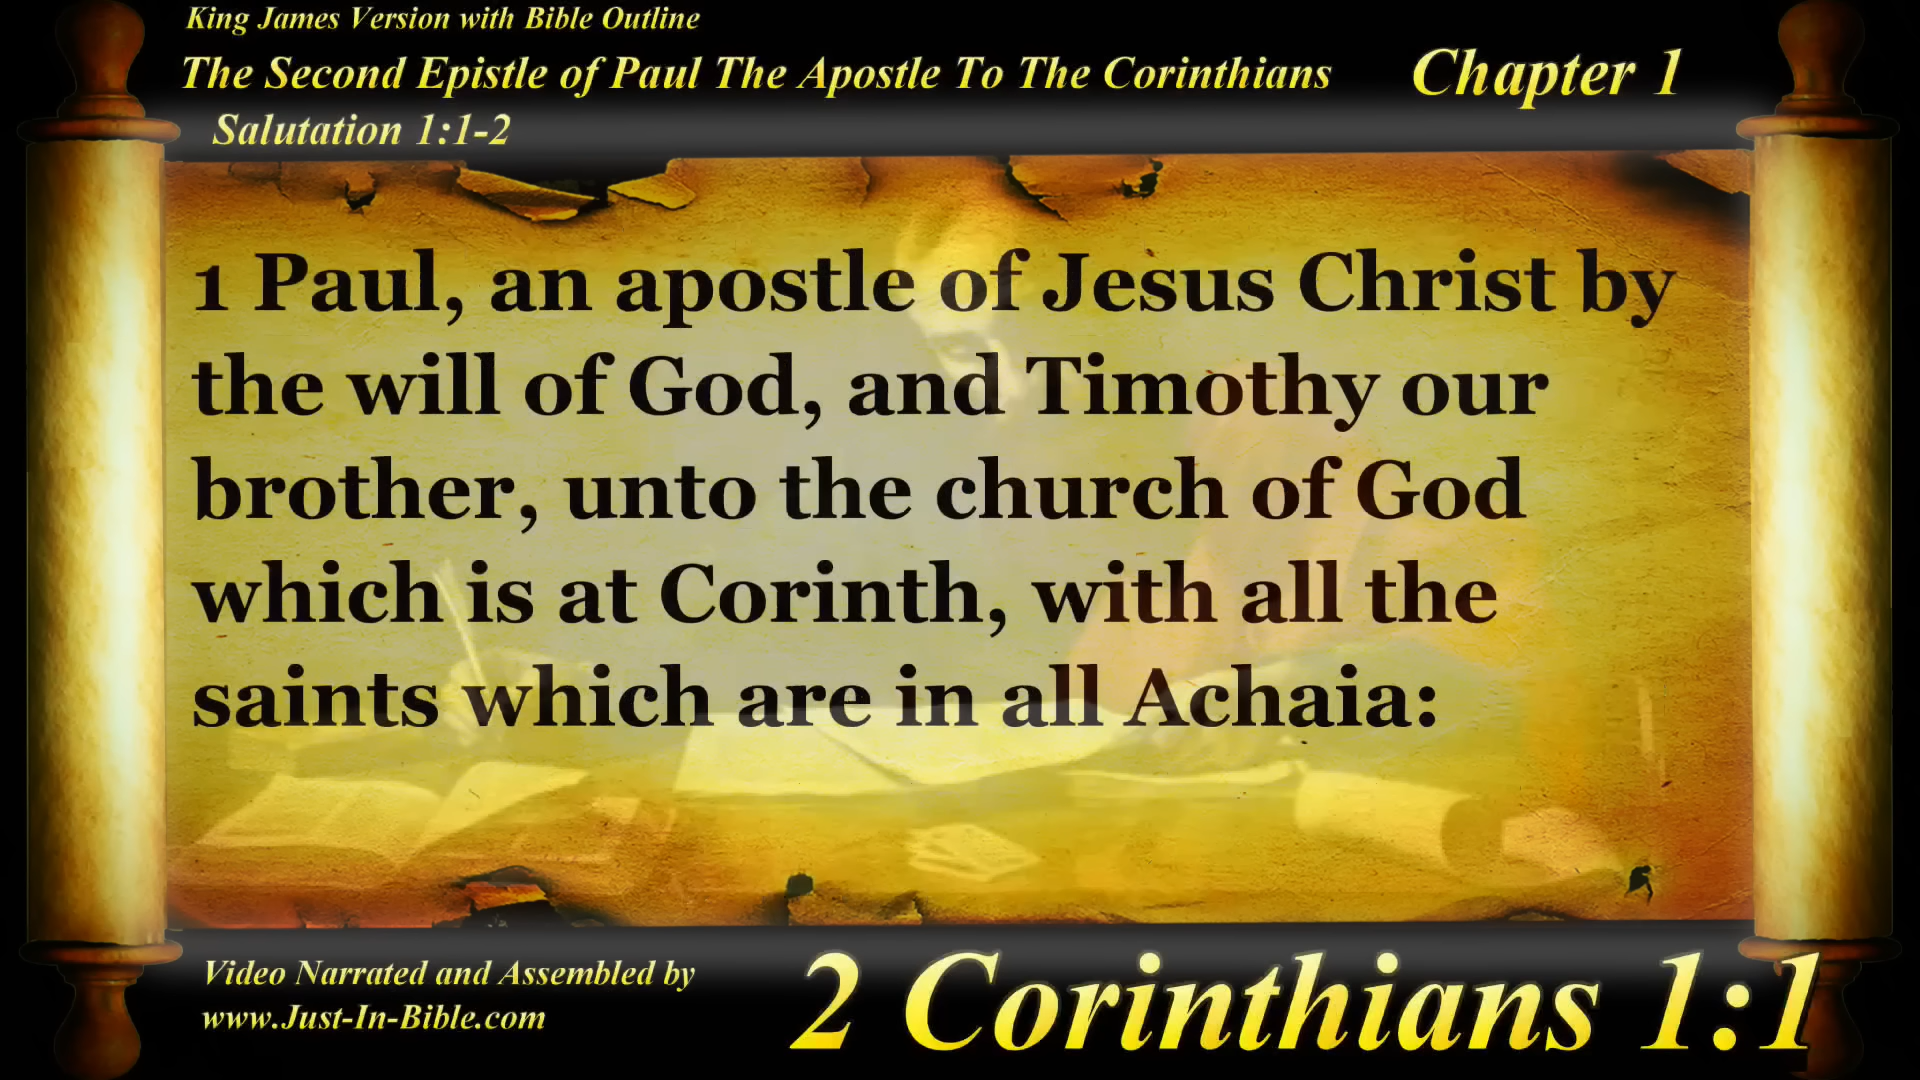 King James Version with Bible Outline
The Second Epistle of Paul The Apostle To The Corinthians
Chapter 1
Salutation 1:1-2
1 Paul, an apostle of Jesus Christ by
the will of God, and Timothy our
brother, unto the church of God
which is at Corinth, with all the
saints which are in all Achaia:
Video Narrated and Assembled by
www.Just-In-Bible.com
2 Corinthians 1:1